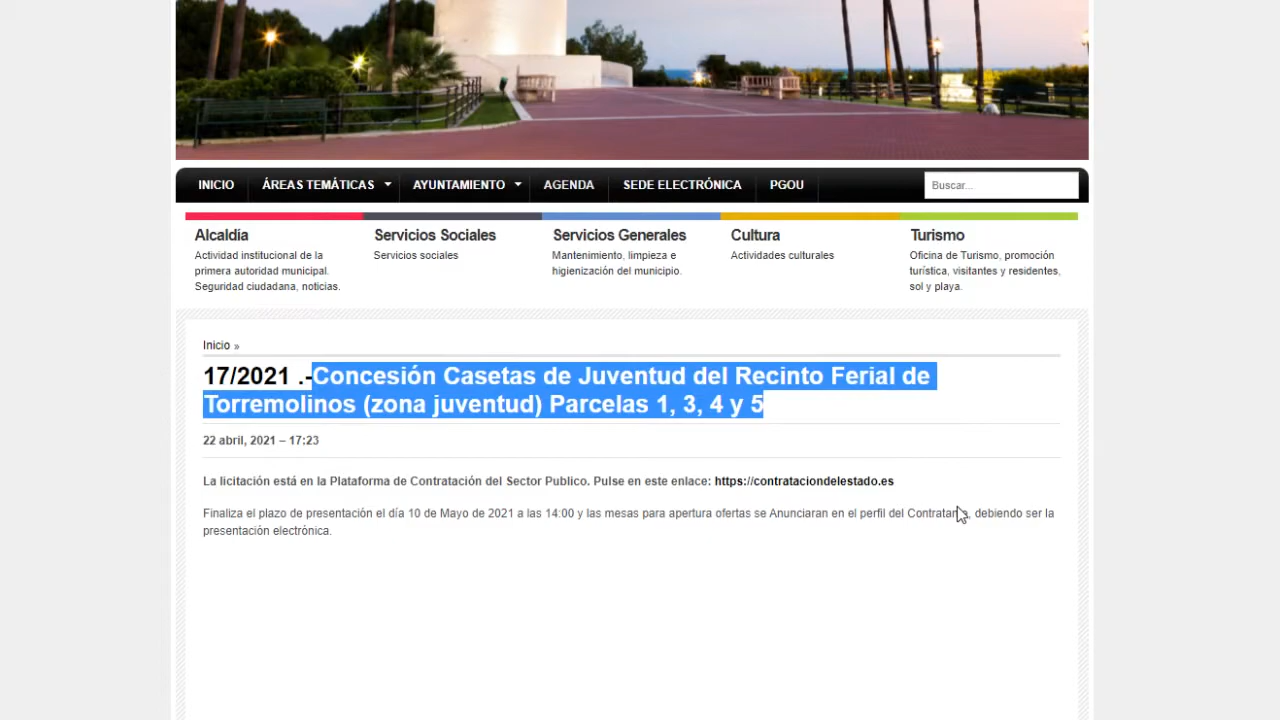 INICIO ÁREAS TEMÁTICAS AYUNTAMIENTO AGENDA SEDE ELECTRÓNICA PGOU Buscar...
Alcaldía
Actividad institucional de la
primera autoridad municipal.
Seguridad ciudadana, noticias.
Servicios Sociales
Servicios sociales
Servicios Generales
Mantenimiento, limpieza e
higienización del municipio.
Cultura
Actividades culturales
Turismo
Oficina de Turismo, promoción
turística, visitantes y residentes,
sol y playa.
Inicio »
17/2021 .-Concesión Casetas de Juventud del Recinto Ferial de
Torremolinos (zona juventud) Parcelas 1, 3, 4 y 5
22 abril, 2021 – 17:23
La licitación está en la Plataforma de Contratación del Sector Publico. Pulse en este enlace: https://contrataciondelestado.es
Finaliza el plazo de presentación el día 10 de Mayo de 2021 a las 14:00 y las mesas para apertura ofertas se Anunciaran en el perfil del Contratante, debiendo ser la
presentación electrónica.